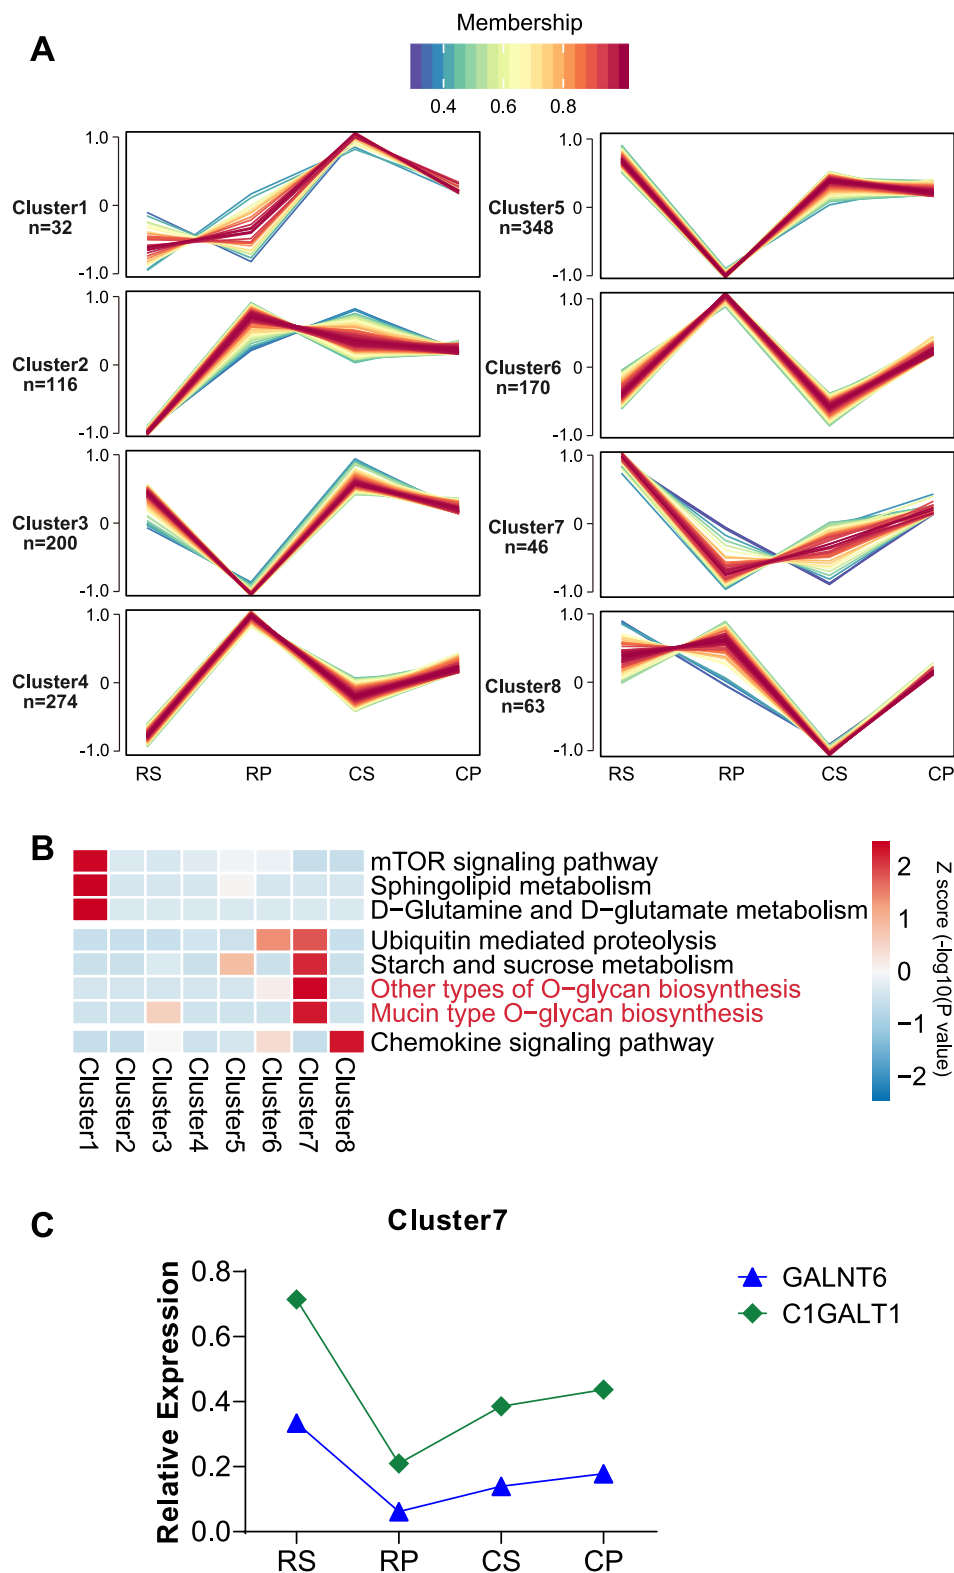 A
Membership
0.4 0.6 0.8
Cluster1
n=32
1.0
0
-1.0
Cluster5
n=348
1.0
0
-1.0
Cluster2
n=116
1.0
0
-1.0
Cluster6
n=170
1.0
0
-1.0
Cluster3
n=200
1.0
0
-1.0
Cluster7
n=46
1.0
0
-1.0
Cluster4
n=274
1.0
0
-1.0
Cluster8
n=63
1.0
0
-1.0
RS RP CS CP
RS RP CS CP
B
mTOR signaling pathway
Sphingolipid metabolism
D−Glutamine and D−glutamate metabolism
Ubiquitin mediated proteolysis
Starch and sucrose metabolism
Other types of O−glycan biosynthesis
Mucin type O−glycan biosynthesis
Chemokine signaling pathway
Cluster1
Cluster2
Cluster3
Cluster4
Cluster5
Cluster6
Cluster7
Cluster8
2
1
0
−1
−2
Z score (-log10(P value)
C
Cluster7
Relative Expression
0.8
0.6
0.4
0.2
0.0
RS RP CS CP
GALNT6
C1GALT1